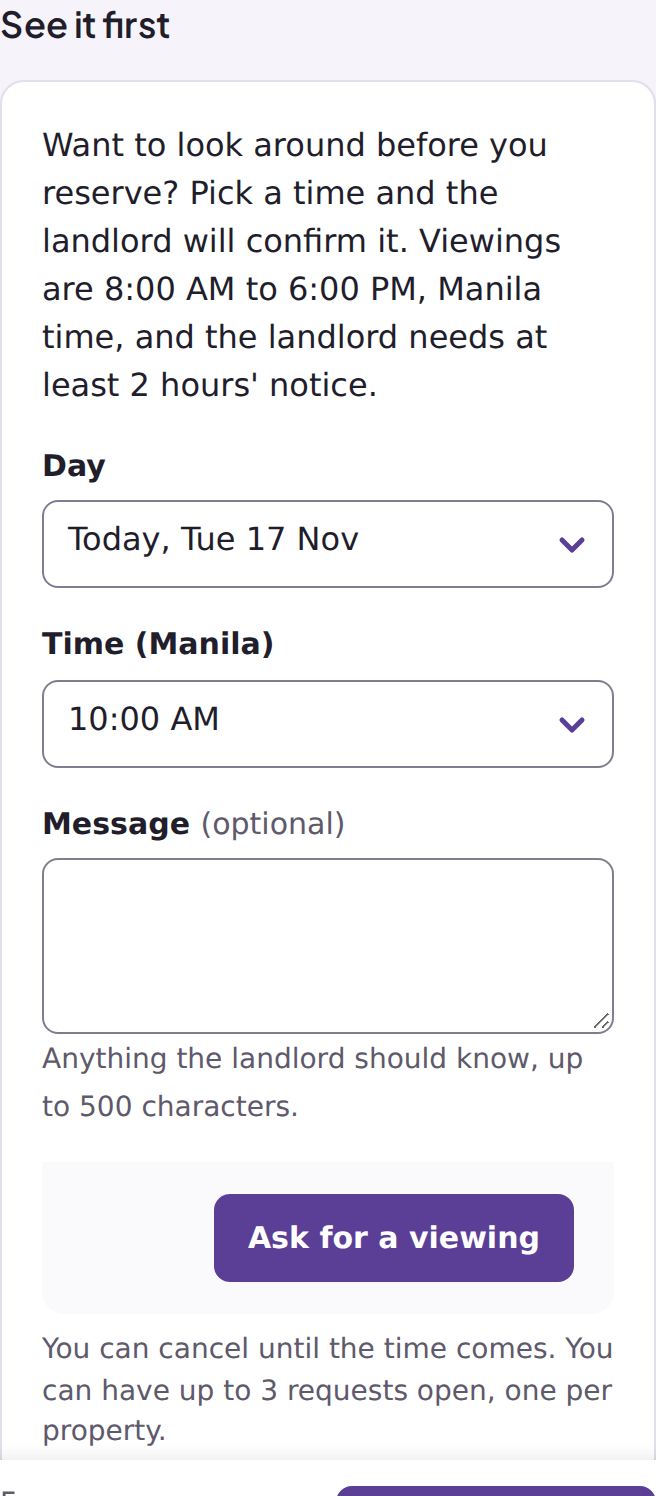 See it first
Want to look around before you
reserve? Pick a time and the
landlord will confirm it. Viewings
are 8:00 AM to 6:00 PM, Manila
time, and the landlord needs at
least 2 hours' notice.
Day
Today, Tue 17 Nov
Time (Manila)
10:00 AM
Message (optional)
Anything the landlord should know, up
to 500 characters.
Ask for a viewing
You can cancel until the time comes. You
can have up to 3 requests open, one per
property.